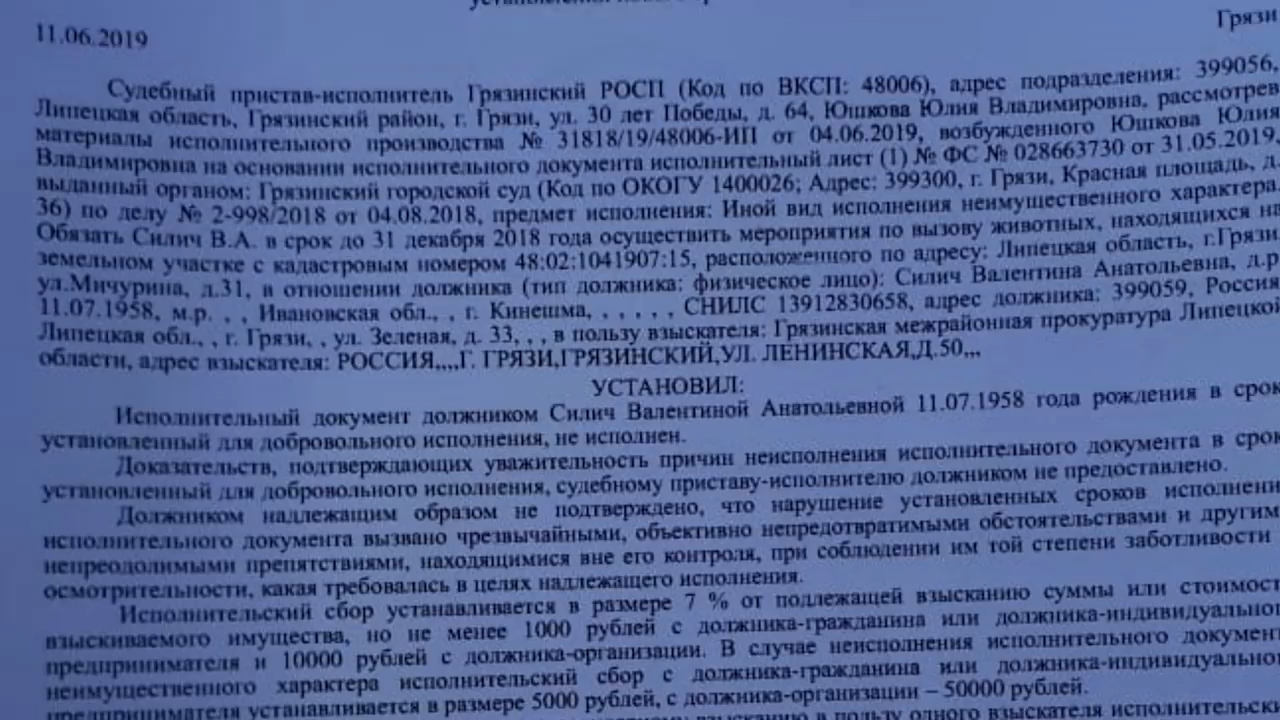 11.06.2019
Грязи
Судебный пристав-исполнитель Грязинский РОСП (Код по ВКСП: 48006), адрес подразделения: 399056,
Липецкая область, Грязинский район, г. Грязи, ул. 30 лет Победы, д. 64, Юшкова Юлия Владимировна, рассмотрев
материалы исполнительного производства № 31818/19/48006-ИП от 04.06.2019, возбужденного Юшкова Юлия
Владимировна на основании исполнительного документа исполнительный лист (1) № ФС № 028663730 от 31.05.2019,
выданный органом: Грязинский городской суд (Код по ОКОГУ 1400026; Адрес: 399300, г. Грязи, Красная площадь, д.
36) по делу № 2-998/2018 от 04.08.2018, предмет исполнения: Иной вид исполнения неимущественного характера:
Обязать Силич В.А. в срок до 31 декабря 2018 года осуществить мероприятия по вызову животных, находящихся на
земельном участке с кадастровым номером 48:02:1041907:15, расположенного по адресу: Липецкая область, г.Грязи
ул.Мичурина, д.31, в отношении должника (тип должника: физическое лицо): Силич Валентина Анатольевна, д.р.
11.07.1958, м.р. , , Ивановская обл., , г. Кинешма, , , , , , СНИЛС 13912830658, адрес должника: 399059, Россия,
Липецкая обл., , г. Грязи, , ул. Зеленая, д. 33, , , в пользу взыскателя: Грязинская межрайонная прокуратура Липецкой
области, адрес взыскателя: РОССИЯ,,,,Г. ГРЯЗИ,ГРЯЗИНСКИЙ,УЛ. ЛЕНИНСКАЯ,Д.50,,,
УСТАНОВИЛ:
Исполнительный документ должником Силич Валентиной Анатольевной 11.07.1958 года рождения в срок
установленный для добровольного исполнения, не исполнен.
Доказательств, подтверждающих уважительность причин неисполнения исполнительного документа в срок
установленный для добровольного исполнения, судебному приставу-исполнителю должником не предоставлено.
Должником надлежащим образом не подтверждено, что нарушение установленных сроков исполнени
исполнительного документа вызвано чрезвычайными, объективно непредотвратимыми обстоятельствами и другим
непреодолимыми препятствиями, находящимися вне его контроля, при соблюдении им той степени заботливости
осмотрительности, какая требовалась в целях надлежащего исполнения.
Исполнительский сбор устанавливается в размере 7 % от подлежащей взысканию суммы или стоимост
взыскиваемого имущества, но не менее 1000 рублей с должника-гражданина или должника-индивидуальног
предпринимателя и 10000 рублей с должника-организации. В случае неисполнения исполнительного документ
неимущественного характера исполнительский сбор с должника-гражданина или должника-индивидуальног
предпринимателя устанавливается в размере 5000 рублей, с должника-организации – 50000 рублей.
взысканию в пользу одного взыскателя исполнительски